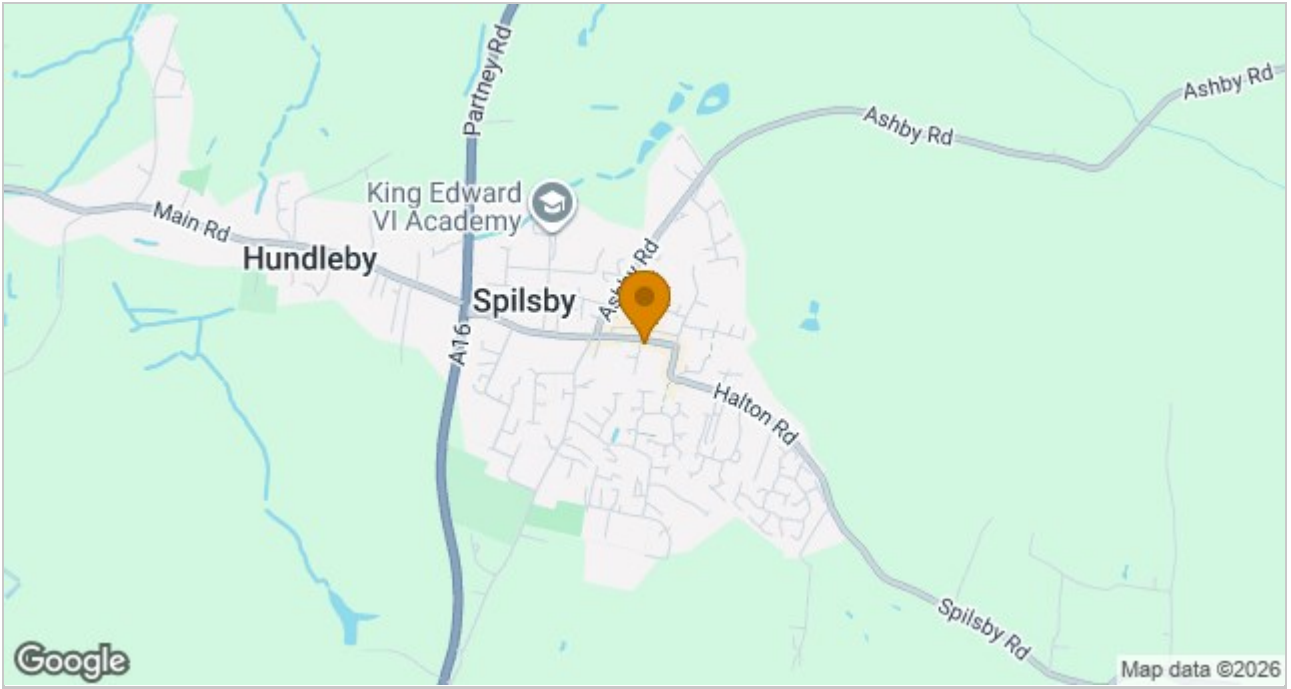 Partney Rd
Ashby Rd
Ashby Rd
King Edward
VI Academy
Main Rd
Hundleby
Ashby Rd
Spilsby
A16
Halton Rd
Spilsby Rd
Google
Map data ©2026